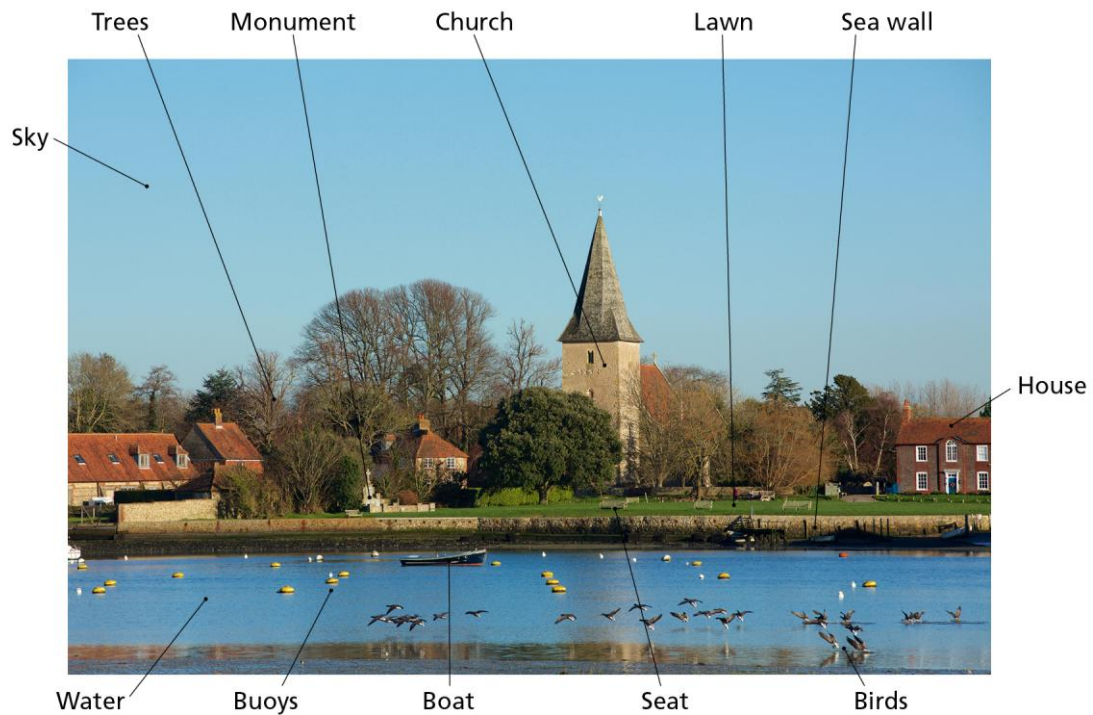 Trees
Monument
Church
Lawn
Sea wall
Sky
House
Water
Buoys
Boat
Seat
Birds